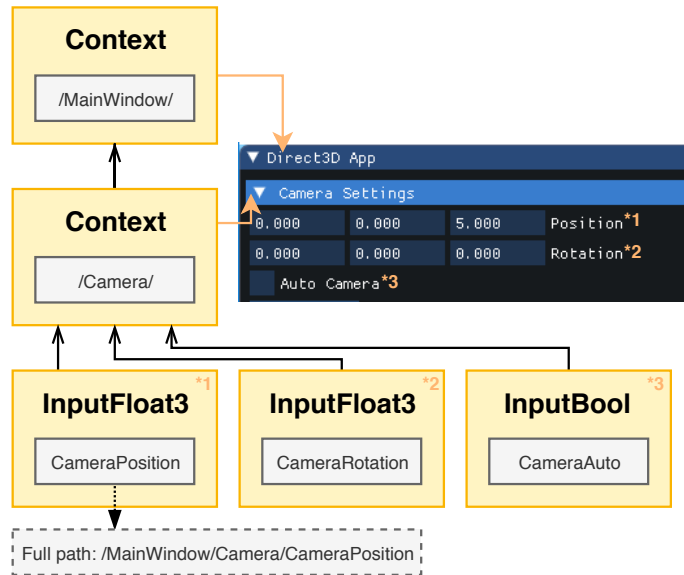 Context
/MainWindow/
Direct3D App
Context
Camera Settings
0.000 0.000 5.000 Position*1
0.000 0.000 0.000 Rotation*2
/Camera/
Auto Camera*3
*1
*2
*3
InputFloat3
InputFloat3
InputBool
CameraPosition
CameraRotation
CameraAuto
Full path: /MainWindow/Camera/CameraPosition